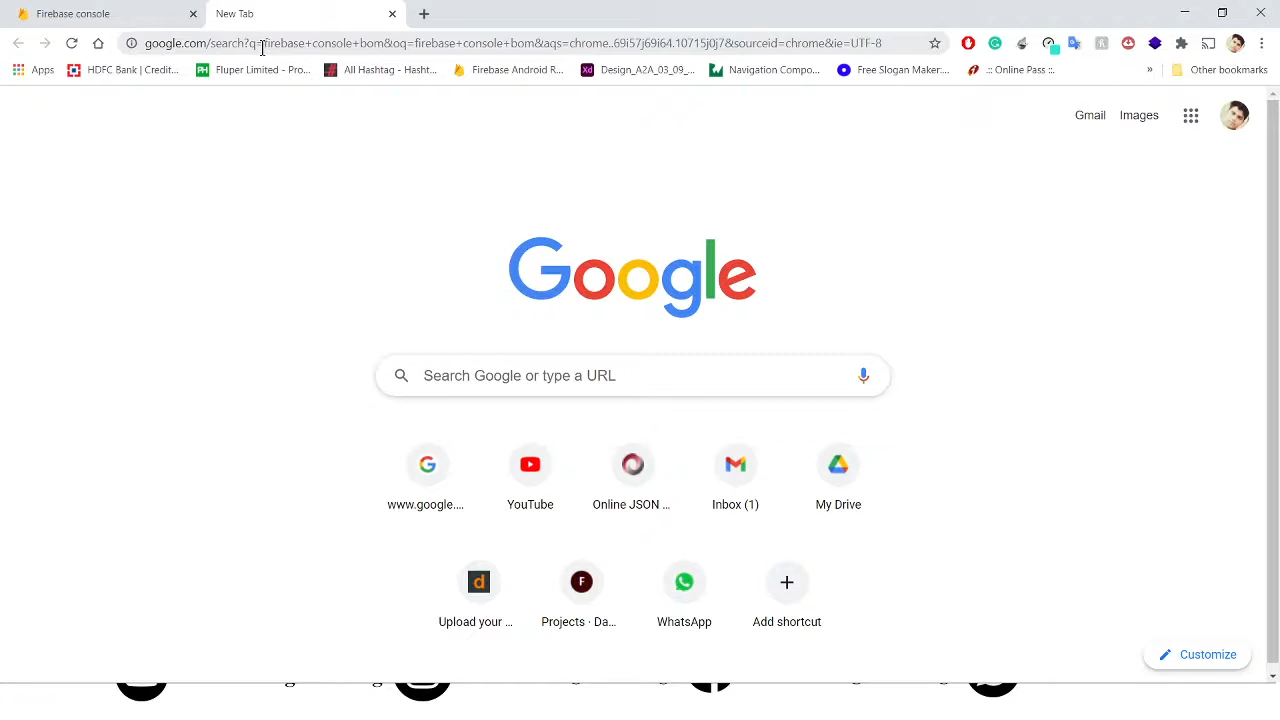 Firebase console
New Tab
google.com/search?q=firebase+console+bom&oq=firebase+console+bom&aqs=chrome..69i57j69i64.10715j0j7&sourceid=chrome&ie=UTF-8
Apps
HDFC Bank | Credit...
Fluper Limited - Pro...
All Hashtag - Hasht...
Firebase Android R...
Design_A2A_03_09_...
Navigation Compo...
Free Slogan Maker:...
.:: Online Pass ::.
»
Other bookmarks
Gmail
Images
Google
Search Google or type a URL
www.google....
YouTube
Online JSON ...
Inbox (1)
My Drive
Upload your ...
Projects · Da...
WhatsApp
Add shortcut
Customize